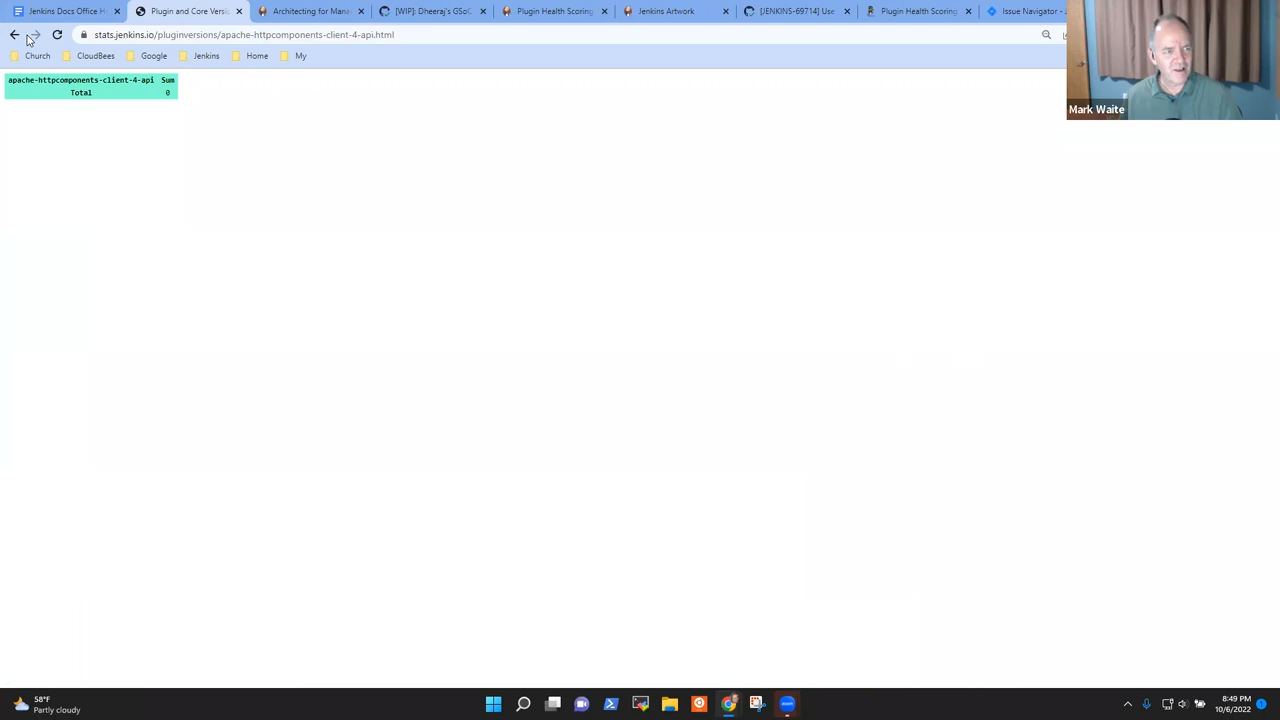 Jenkins Docs Office H
Plugin and Core Versi
Architecting for Mana
[WIP]: Dheeraj's GSoC
Plugin Health Scoring
Jenkins Artwork
[JENKINS-69714] Use
Plugin Health Scoring
Issue Navigator -
stats.jenkins.io/pluginversions/apache-httpcomponents-client-4-api.html
Church
CloudBees
Google
Jenkins
Home
My
apache-httpcomponents-client-4-api Sum
Total 0
Mark Waite
58°F
Partly cloudy
zoom
8:49 PM
10/6/2022